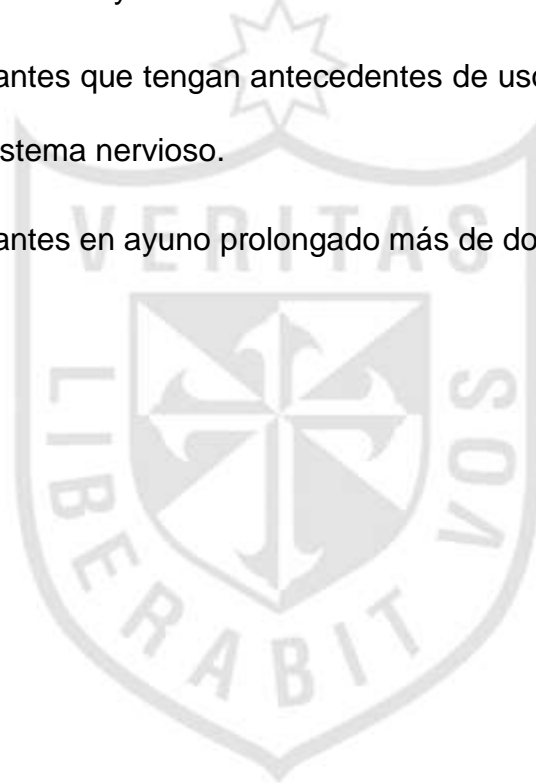 antes que tengan antecedentes de uso
stema nervioso.
antes en ayuno prolongado más de do
VERITAS
LIBERABIT VOS